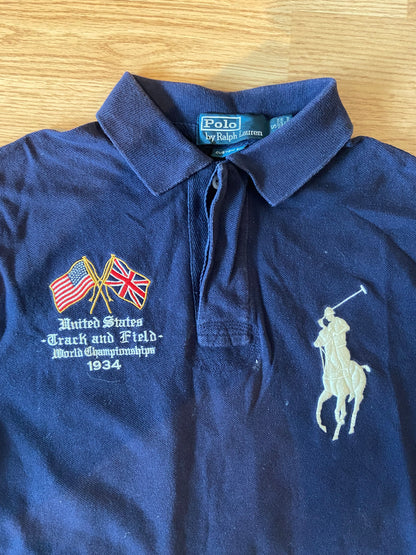 Polo
by Ralph Lauren
United States
-Track and Field-
World Championships
1934